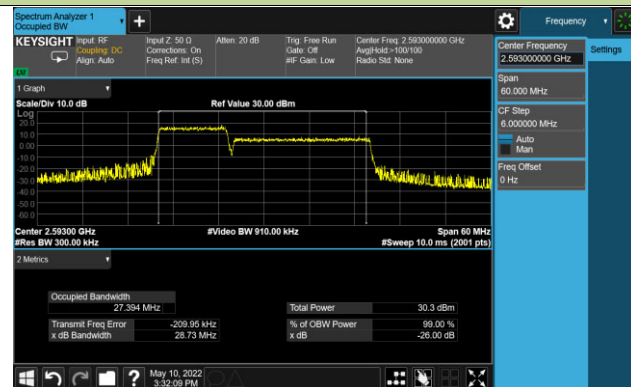 Spectrum Analyzer 1
Occupied BW
Frequency
KEYSIGHT
Input: RF
Coupling: DC
Align: Auto
Input Z: 50 Ω
Corrections: On
Freq Ref: Int (S)
Atten: 20 dB
Trig: Free Run
Gate: Off
#IF Gain: Low
Center Freq: 2.593000000 GHz
Avg|Hold:>100/100
Radio Std: None
Center Frequency
2.593000000 GHz
Settings
Span
60.000 MHz
CF Step
6.000000 MHz
Auto
Man
Freq Offset
0 Hz
1 Graph
Scale/Div 10.0 dB
Ref Value 30.00 dBm
Log
20.0
10.0
0.00
-10.0
-20.0
-30.0
-40.0
-50.0
-60.0
Center 2.59300 GHz
#Video BW 910.00 kHz
Span 60 MHz
#Res BW 300.00 kHz
#Sweep 10.0 ms (2001 pts)
2 Metrics
Occupied Bandwidth
27.394 MHz
Total Power
30.3 dBm
Transmit Freq Error
-209.95 kHz
% of OBW Power
99.00 %
x dB Bandwidth
28.73 MHz
x dB
-26.00 dB
?
May 10, 2022
3:32:09 PM